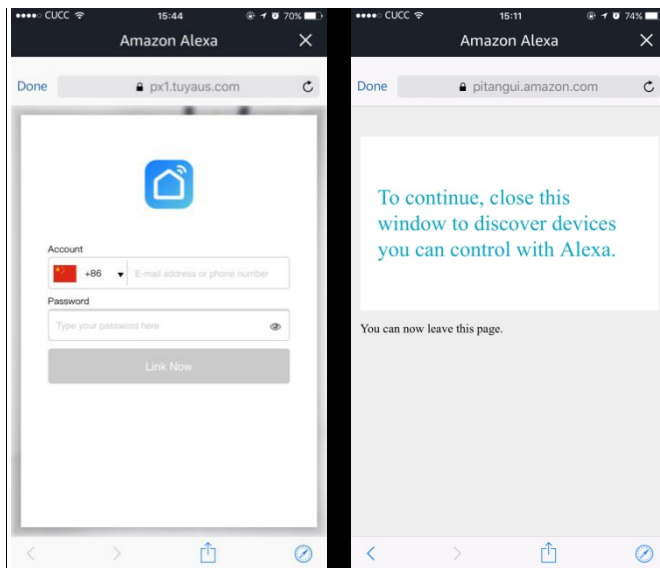 CUCC 15:44 70%
Amazon Alexa
Done px1.tuyaus.com
Account
+86 E-mail address or phone number
Password
Type your password here
Link Now
CUCC 15:11 74%
Amazon Alexa
Done pitangui.amazon.com
To continue, close this
window to discover devices
you can control with Alexa.
You can now leave this page.